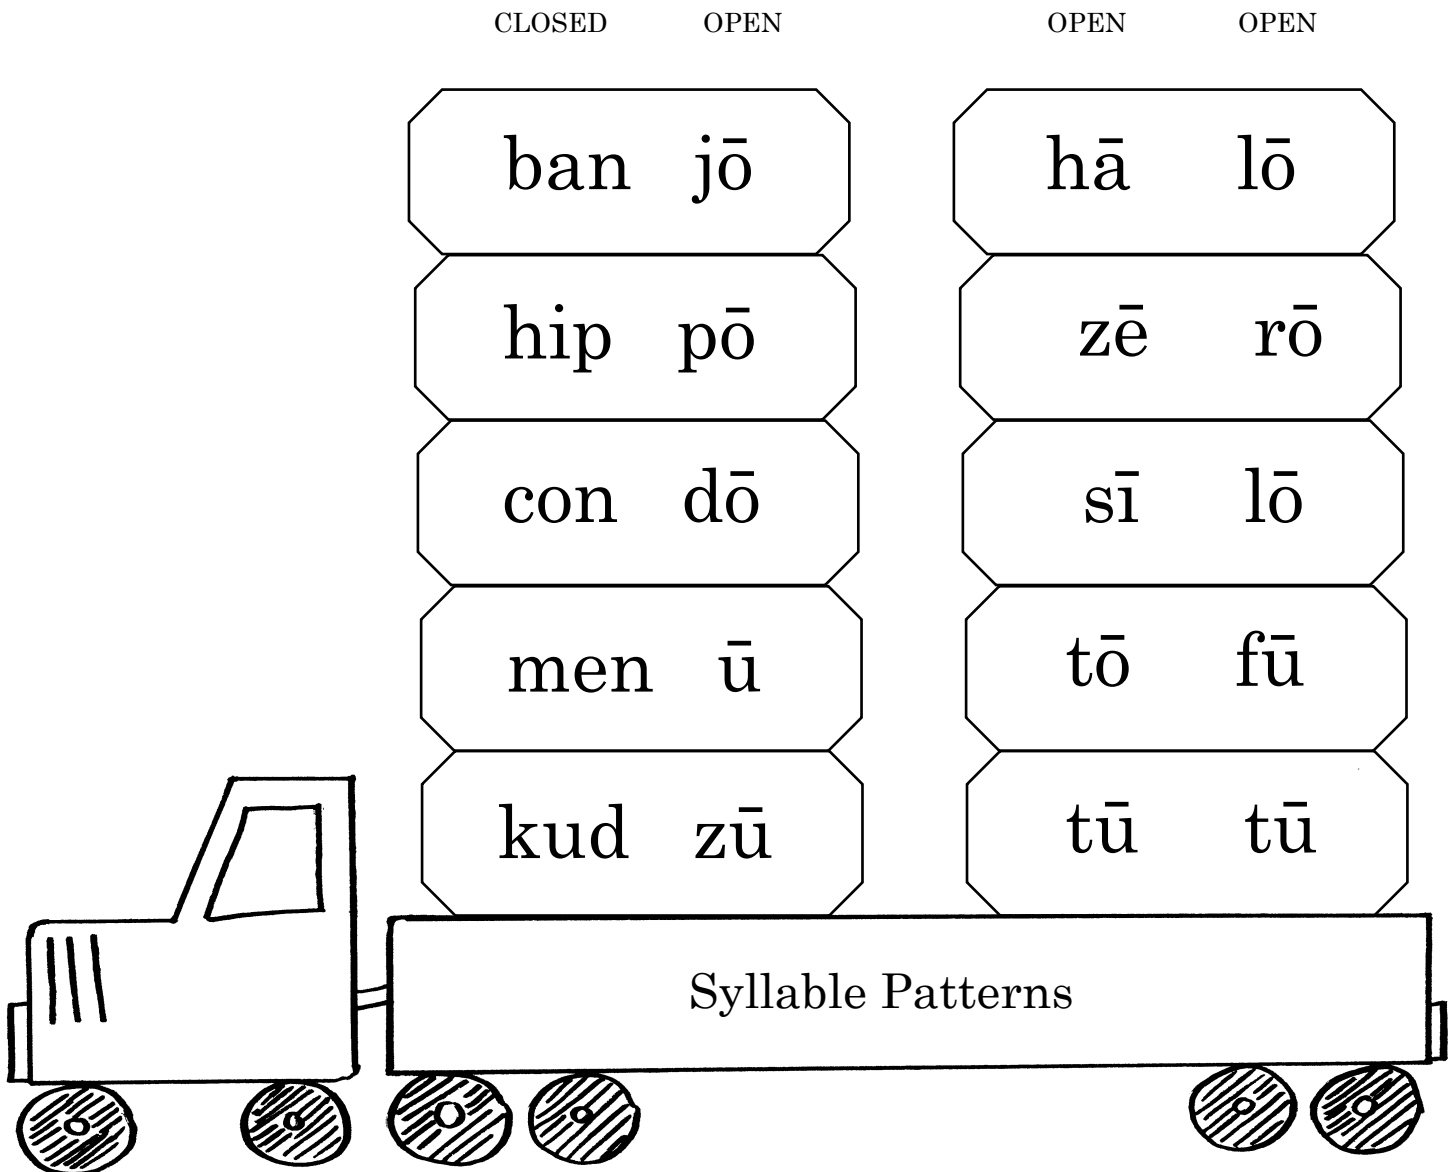 CLOSED OPEN OPEN OPEN
ban jō hā lō
hip pō zē rō
con dō sī lō
men ū tō fū
kud zū tū tū
Syllable Patterns